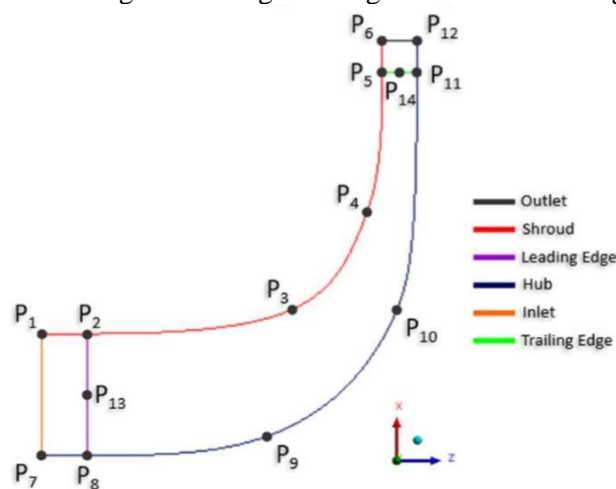 P6
P12
P5
P14
P11
P4
P3
P10
P1
P2
P13
P7
P8
P9
Outlet
Shroud
Leading Edge
Hub
Inlet
Trailing Edge
x
z